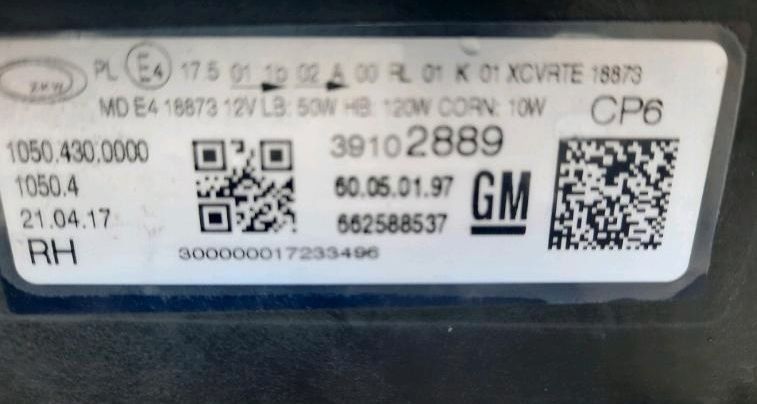 ZKW PL E4 17.5 01 1b 02 A 00 RL 01 K 01 XCVRTE 18873
MD E4 18873 12V LB: 50W HB: 120W CORN: 10W CP6
1050.430.0000 39102889
1050.4 60.05.01.97 GM
21.04.17 662588537
RH 300000017233496